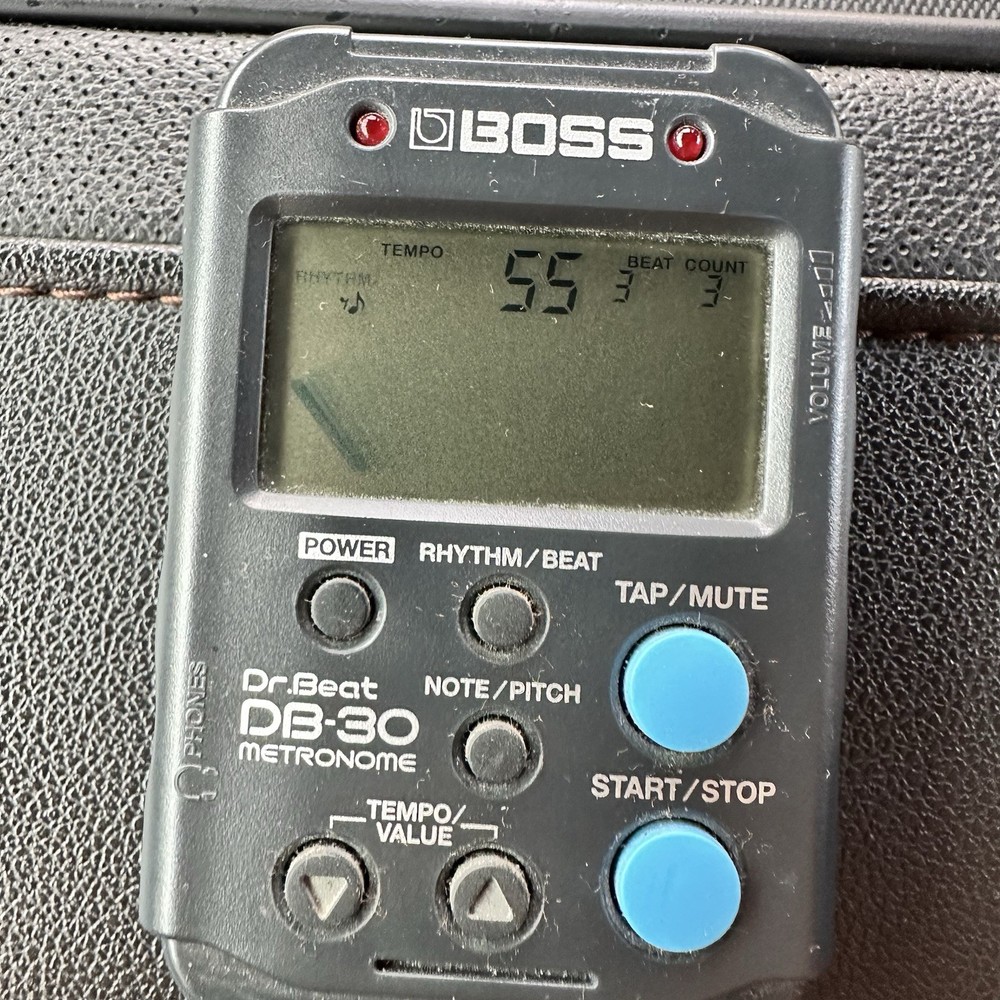 BOSS
TEMPO 55 BEAT COUNT
RHYTHM 3 3
VOLUME
POWER RHYTHM/BEAT
TAP/MUTE
Dr.Beat NOTE/PITCH
DB-30
METRONOME
PHONES
START/STOP
TEMPO/
VALUE